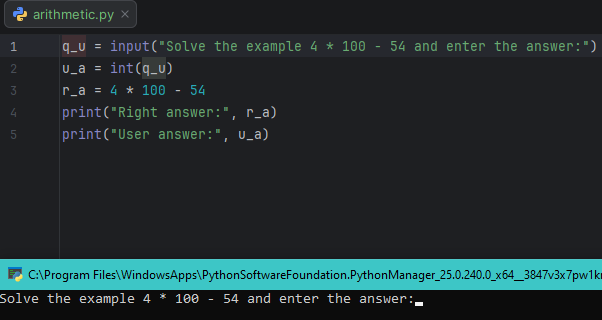 arithmetic.py
1 q_u = input("Solve the example 4 * 100 - 54 and enter the answer:")
2 u_a = int(q_u)
3 r_a = 4 * 100 - 54
4 print("Right answer:", r_a)
5 print("User answer:", u_a)
C:\Program Files\WindowsApps\PythonSoftwareFoundation.PythonManager_25.0.240.0_x64__3847v3x7pw1k
Solve the example 4 * 100 - 54 and enter the answer: